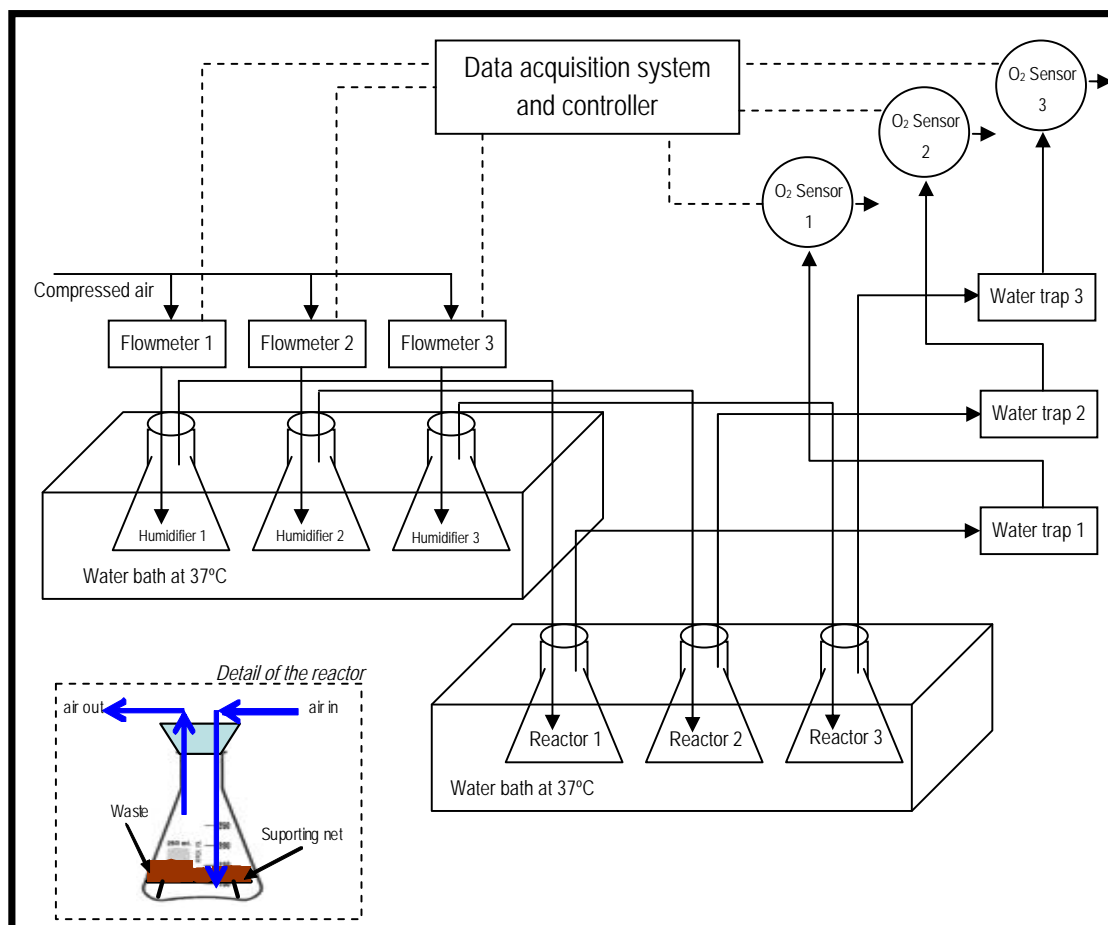 Data acquisition system
and controller
O₂ Sensor
3
O₂ Sensor
2
O₂ Sensor
1
Compressed air
Water trap 3
Flowmeter 1
Flowmeter 2
Flowmeter 3
Water trap 2
Water trap 1
Humidifier 1
Humidifier 2
Humidifier 3
Water bath at 37ºC
Detail of the reactor
air out
air in
Reactor 1
Reactor 2
Reactor 3
Water bath at 37ºC
Waste
Suporting net
250 ml.